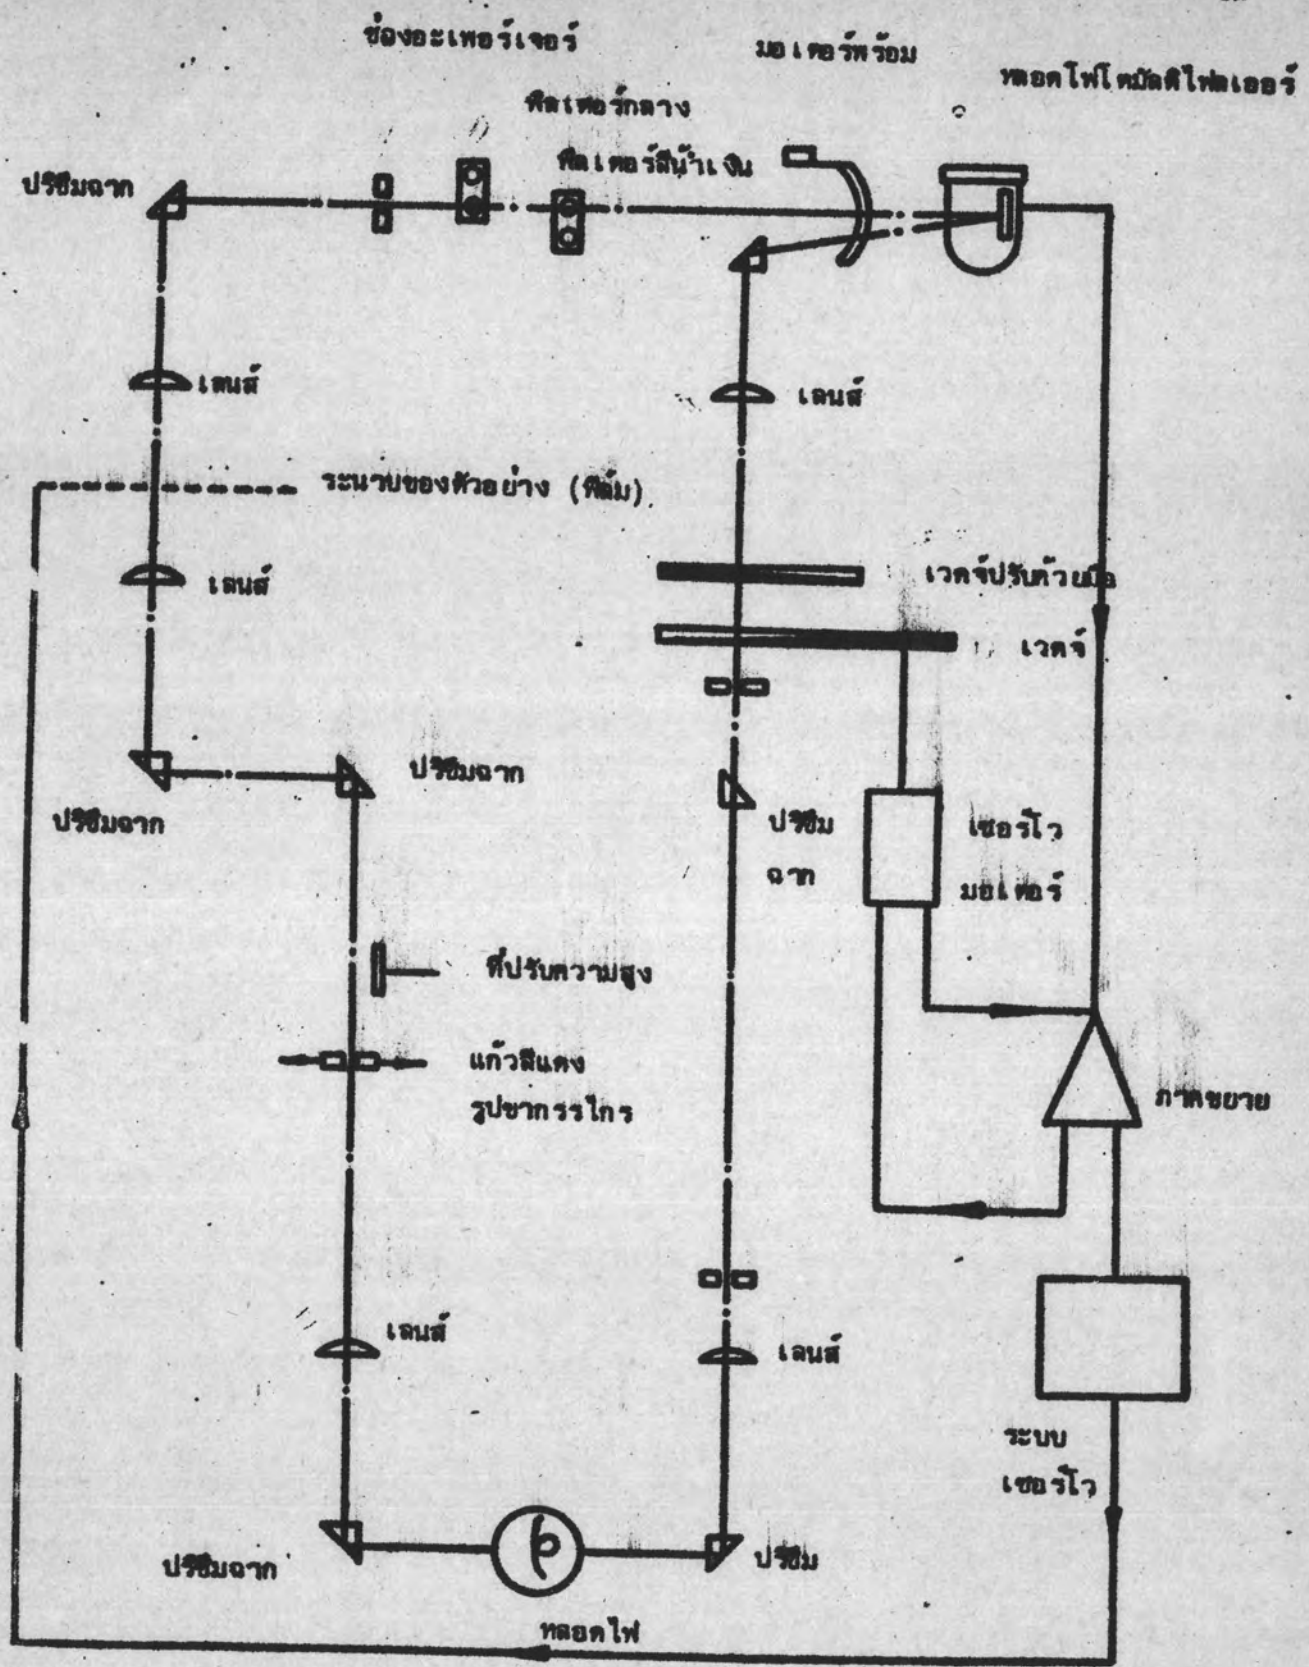 ช่องอะเพอร์เจอร์
มอเตอร์พร้อม
หลอดโฟโตมัลติไฟลเออร์
ฟิลเตอร์กลาง
ฟิลเตอร์สีน้ำเงิน
ปริซึมฉาก
เลนส์
เลนส์
ระนาบของตัวอย่าง (ฟิล์ม)
เลนส์
เวดจ์ปรับด้วยมือ
เวดจ์
ปริซึมฉาก
ปริซึมฉาก
ปริซึม
ฉาก
เซอร์โว
มอเตอร์
ที่ปรับความสูง
แก้วสีแดง
รูปขากรรไกร
ภาคขยาย
เลนส์
เลนส์
ระบบ
เซอร์โว
ปริซึมฉาก
ปริซึม
หลอดไฟ